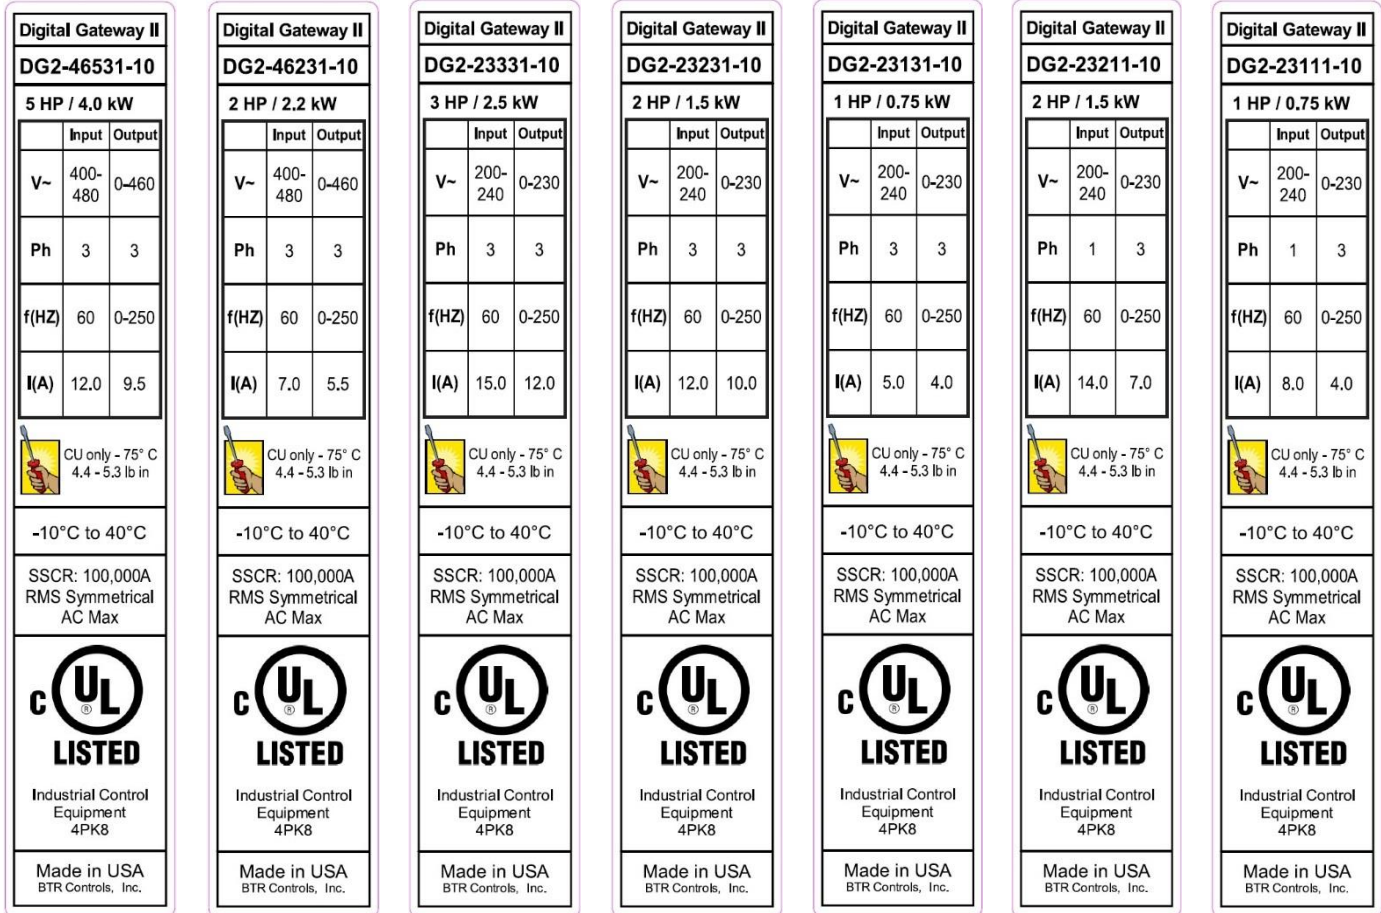 Digital Gateway II
DG2-46531-10
5 HP / 4.0 kW
Input Output
V~ 400-480 0-460
Ph 3 3
f(HZ) 60 0-250
I(A) 12.0 9.5
CU only - 75° C
4.4 - 5.3 lb in
-10°C to 40°C
SSCR: 100,000A
RMS Symmetrical
AC Max
C UL ®
LISTED
Industrial Control
Equipment
4PK8
Made in USA
BTR Controls, Inc.
Digital Gateway II
DG2-46231-10
2 HP / 2.2 kW
Input Output
V~ 400-480 0-460
Ph 3 3
f(HZ) 60 0-250
I(A) 7.0 5.5
CU only - 75° C
4.4 - 5.3 lb in
-10°C to 40°C
SSCR: 100,000A
RMS Symmetrical
AC Max
C UL ®
LISTED
Industrial Control
Equipment
4PK8
Made in USA
BTR Controls, Inc.
Digital Gateway II
DG2-23331-10
3 HP / 2.5 kW
Input Output
V~ 200-240 0-230
Ph 3 3
f(HZ) 60 0-250
I(A) 15.0 12.0
CU only - 75° C
4.4 - 5.3 lb in
-10°C to 40°C
SSCR: 100,000A
RMS Symmetrical
AC Max
C UL ®
LISTED
Industrial Control
Equipment
4PK8
Made in USA
BTR Controls, Inc.
Digital Gateway II
DG2-23231-10
2 HP / 1.5 kW
Input Output
V~ 200-240 0-230
Ph 3 3
f(HZ) 60 0-250
I(A) 12.0 10.0
CU only - 75° C
4.4 - 5.3 lb in
-10°C to 40°C
SSCR: 100,000A
RMS Symmetrical
AC Max
C UL ®
LISTED
Industrial Control
Equipment
4PK8
Made in USA
BTR Controls, Inc.
Digital Gateway II
DG2-23131-10
1 HP / 0.75 kW
Input Output
V~ 200-240 0-230
Ph 3 3
f(HZ) 60 0-250
I(A) 5.0 4.0
CU only - 75° C
4.4 - 5.3 lb in
-10°C to 40°C
SSCR: 100,000A
RMS Symmetrical
AC Max
C UL ®
LISTED
Industrial Control
Equipment
4PK8
Made in USA
BTR Controls, Inc.
Digital Gateway II
DG2-23211-10
2 HP / 1.5 kW
Input Output
V~ 200-240 0-230
Ph 1 3
f(HZ) 60 0-250
I(A) 14.0 7.0
CU only - 75° C
4.4 - 5.3 lb in
-10°C to 40°C
SSCR: 100,000A
RMS Symmetrical
AC Max
C UL ®
LISTED
Industrial Control
Equipment
4PK8
Made in USA
BTR Controls, Inc.
Digital Gateway II
DG2-23111-10
1 HP / 0.75 kW
Input Output
V~ 200-240 0-230
Ph 1 3
f(HZ) 60 0-250
I(A) 8.0 4.0
CU only - 75° C
4.4 - 5.3 lb in
-10°C to 40°C
SSCR: 100,000A
RMS Symmetrical
AC Max
C UL ®
LISTED
Industrial Control
Equipment
4PK8
Made in USA
BTR Controls, Inc.